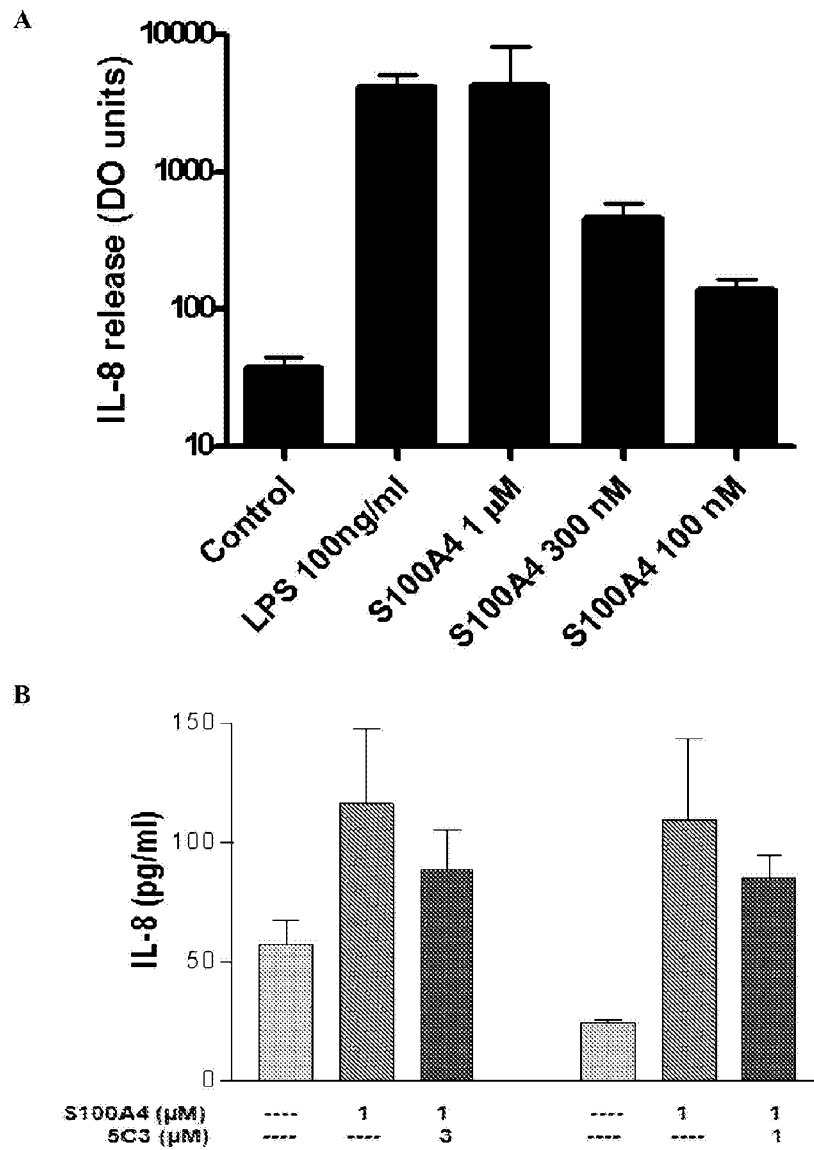 A
IL-8 release (DO units)
10000
1000
100
10
Control
LPS 100ng/ml
S100A4 1 µM
S100A4 300 nM
S100A4 100 nM
B
IL-8 (pg/ml)
150
100
50
0
S100A4 (µM) ---- 1 1 ---- 1 1
5C3 (µM) ---- ---- 3 ---- ---- 1